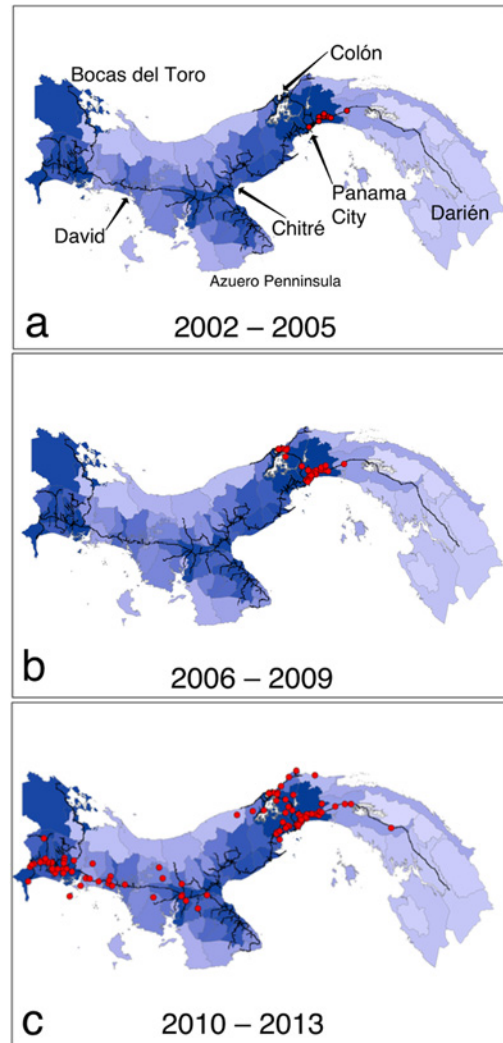 Colón
Bocas del Toro
Panama
City
Darién
David
Chitré
Azuero Penninsula
a
2002 – 2005
b
2006 – 2009
c
2010 – 2013